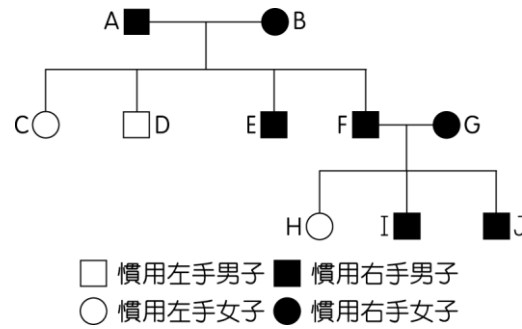 A B
C D E F G
H I J
慣用左手男子 慣用右手男子
慣用左手女子 慣用右手女子